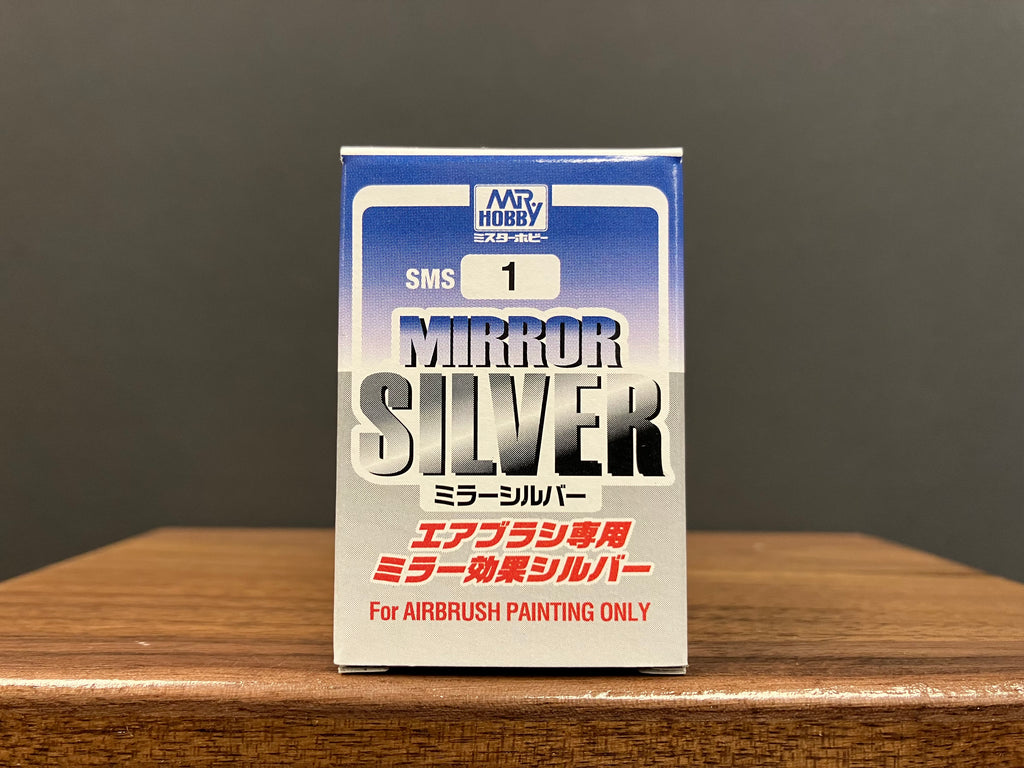 MR.
HOBBY
ミスターホビー
SMS 1
MIRROR
SILVER
ミラーシルバー
エアブラシ専用
ミラー効果シルバー
For AIRBRUSH PAINTING ONLY